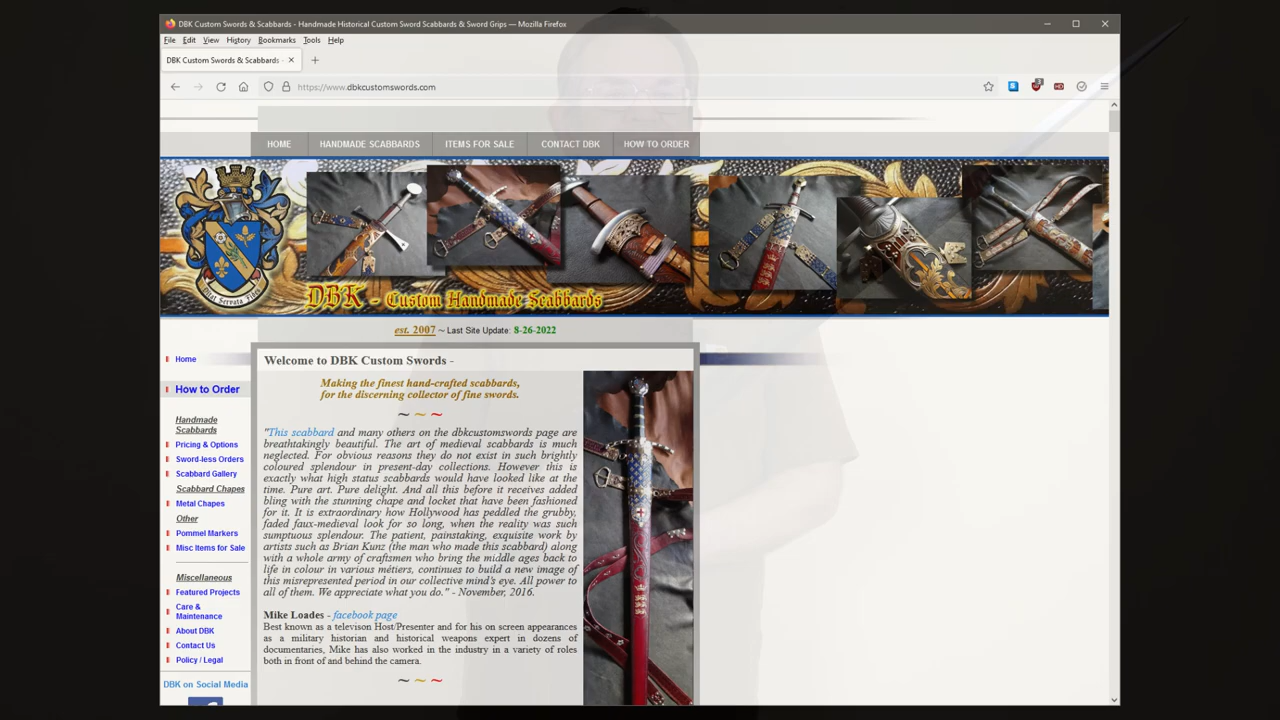 DBK Custom Swords & Scabbards - Handmade Historical Custom Sword Scabbards & Sword Grips — Mozilla Firefox
File Edit View History Bookmarks Tools Help
DBK Custom Swords & Scabbards -
https://www.dbkcustomswords.com
3
HD
HOME HANDMADE SCABBARDS ITEMS FOR SALE CONTACT DBK HOW TO ORDER
DBK - Custom Handmade Scabbards
est. 2007 ~ Last Site Update: 8-26-2022
Home
How to Order
Handmade
Scabbards
Pricing & Options
Sword-less Orders
Scabbard Gallery
Scabbard Chapes
Metal Chapes
Other
Pommel Markers
Misc Items for Sale
Miscellaneous
Featured Projects
Care &
Maintenance
About DBK
Contact Us
Policy / Legal
DBK on Social Media
Welcome to DBK Custom Swords -
Making the finest hand-crafted scabbards,
for the discerning collector of fine swords.
~ ~ ~
"This scabbard and many others on the dbkcustomswords page are
breathtakingly beautiful. The art of medieval scabbards is much
neglected. For obvious reasons they do not exist in such brightly
coloured splendour in present-day collections. However this is
exactly what high status scabbards would have looked like at the
time. Pure art. Pure delight. And all this before it receives added
bling with the stunning chape and locket that have been fashioned
for it. It is extraordinary how Hollywood has peddled the grubby,
faded faux-medieval look for so long, when the reality was such
sumptuous splendour. The patient, painstaking, exquisite work by
artists such as Brian Kunz (the man who made this scabbard) along
with a whole army of craftsmen who bring the middle ages back to
life in colour in various métiers, continues to build a new image of
this misrepresented period in our collective mind's eye. All power to
all of them. We appreciate what you do." - November, 2016.
Mike Loades - facebook page
Best known as a televison Host/Presenter and for his on screen appearances
as a military historian and historical weapons expert in dozens of
documentaries, Mike has also worked in the industry in a variety of roles
both in front of and behind the camera.
~ ~ ~